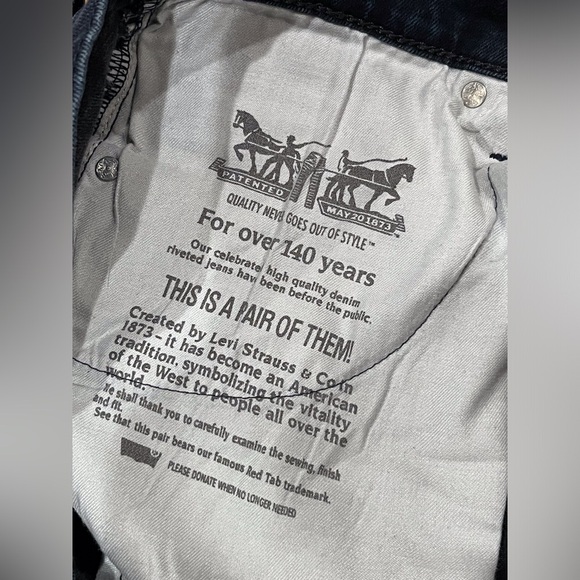 PATENTED
MAY 20 1873
QUALITY NEVER GOES OUT OF STYLE™
For over 140 years
Our celebrated high quality denim
riveted jeans have been before the public.
THIS IS A PAIR OF THEM!
Created by Levi Strauss & Co in
1873 – it has become an American
tradition, symbolizing the vitality
of the West to people all over the
world.
We shall thank you to carefully examine the sewing, finish
and fit.
See that this pair bears our famous Red Tab trademark.
PLEASE DONATE WHEN NO LONGER NEEDED